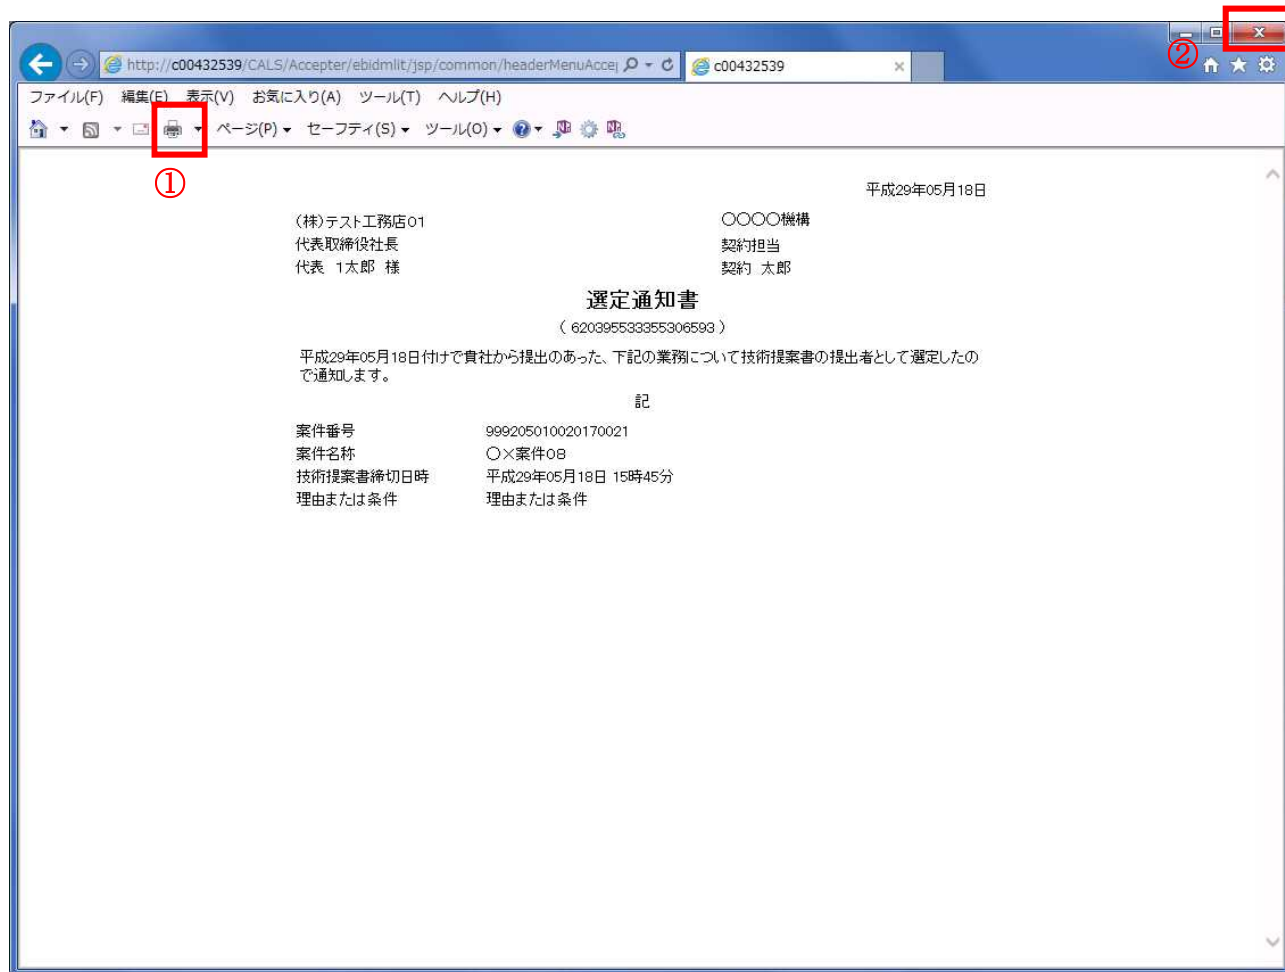 ②
http://c00432539/CALS/Accepter/ebidmlit/jsp/common/headerMenuAccep
c00432539
ファイル(F) 編集(E) 表示(V) お気に入り(A) ツール(T) ヘルプ(H)
ページ(P) セーフティ(S) ツール(O)
①
平成29年05月18日
(株)テスト工務店01 〇〇〇〇機構
代表取締役社長 契約担当
代表 1太郎 様 契約 太郎
選定通知書
( 620395533355306593 )
平成29年05月18日付けで貴社から提出のあった、下記の業務について技術提案書の提出者として選定したの
で通知します。
記
案件番号 999205010020170021
案件名称 〇×案件08
技術提案書締切日時 平成29年05月18日 15時45分
理由または条件 理由または条件